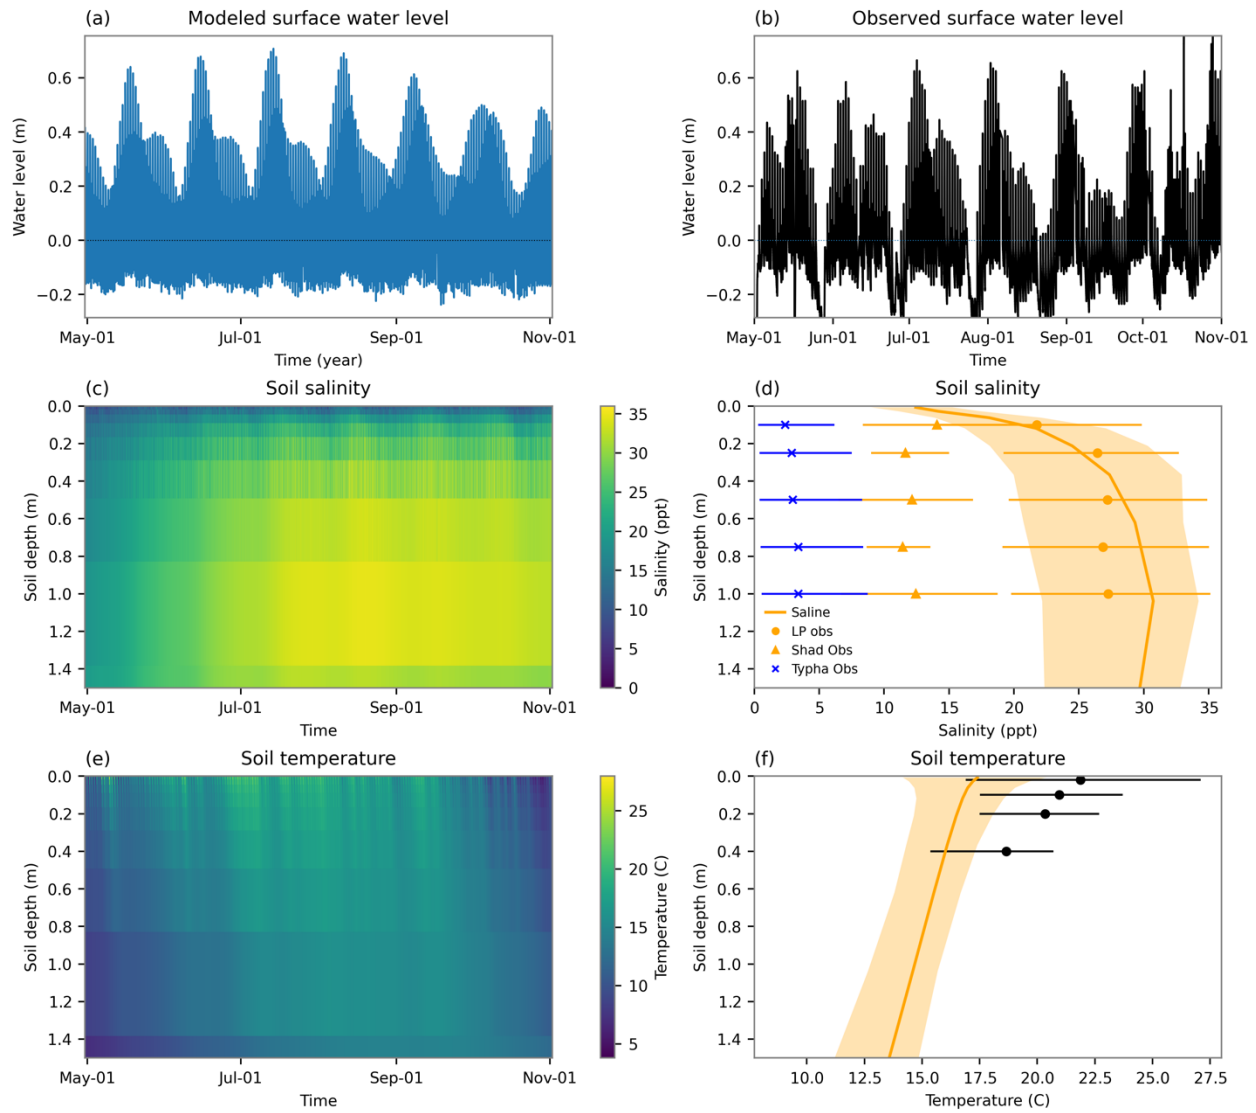 (a) Modeled surface water level
Water level (m)
0.6
0.4
0.2
0.0
−0.2
May-01 Jul-01 Sep-01 Nov-01
Time (year)
(b) Observed surface water level
Water level (m)
0.6
0.4
0.2
0.0
−0.2
May-01 Jun-01 Jul-01 Aug-01 Sep-01 Oct-01 Nov-01
Time
(c) Soil salinity
Soil depth (m)
0.0
0.2
0.4
0.6
0.8
1.0
1.2
1.4
May-01 Jul-01 Sep-01 Nov-01
Time
35
30
25
20
15
10
5
0
Salinity (ppt)
(d) Soil salinity
Soil depth (m)
0.0
0.2
0.4
0.6
0.8
1.0
1.2
1.4
Saline
LP obs
Shad Obs
Typha Obs
0 5 10 15 20 25 30 35
Salinity (ppt)
(e) Soil temperature
Soil depth (m)
0.0
0.2
0.4
0.6
0.8
1.0
1.2
1.4
May-01 Jul-01 Sep-01 Nov-01
Time
25
20
15
10
5
Temperature (C)
(f) Soil temperature
Soil depth (m)
0.0
0.2
0.4
0.6
0.8
1.0
1.2
1.4
10.0 12.5 15.0 17.5 20.0 22.5 25.0 27.5
Temperature (C)